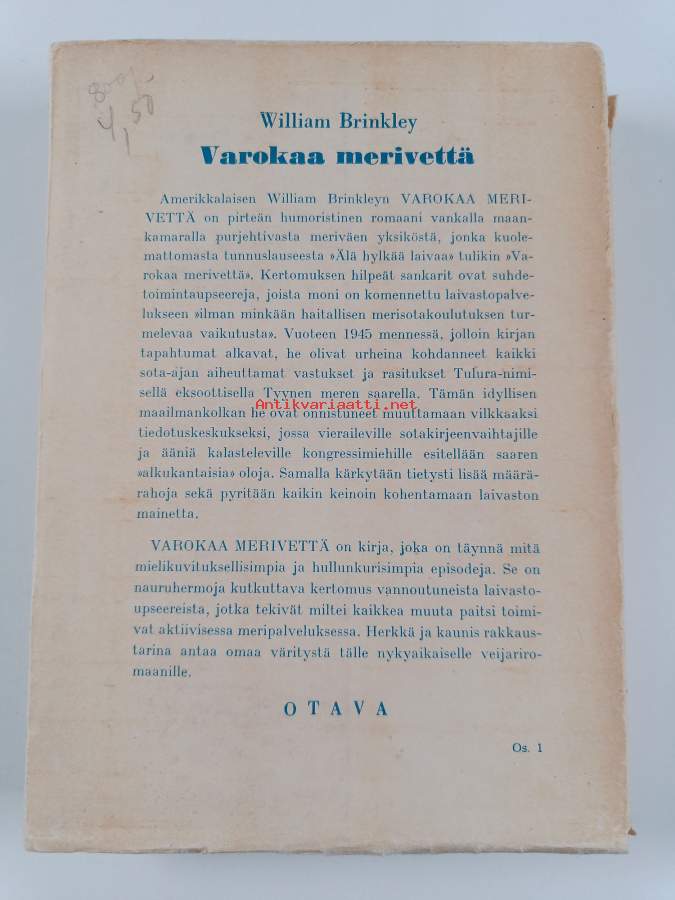 4,50
William Brinkley
Varokaa merivettä
Amerikkalaisen William Brinkleyn VAROKAA MERI-
VETTÄ on pirteän humoristinen romaani vankalla maan-
kamaralla purjehtivasta meriväen yksiköstä, jonka kuole-
mattomasta tunnuslauseesta »Älä hylkää laivaa» tulikin »Va-
rokaa merivettä». Kertomuksen hilpeät sankarit ovat suhde-
toimintaupseereja, joista moni on komennettu laivastopalve-
lukseen »ilman minkään haitallisen merisotakoulutuksen tur-
melevaa vaikutusta». Vuoteen 1945 mennessä, jolloin kirjan
tapahtumat alkavat, he olivat urheina kohdanneet kaikki
sota-ajan aiheuttamat vastukset ja rasitukset Tulura-nimi-
sellä eksoottisella Tyynen meren saarella. Tämän idyllisen
Antikvariaatti.net
maailmankolkan he ovat onnistuneet muuttamaan vilkkaaksi
tiedotuskeskukseksi, jossa vieraileville sotakirjeenvaihtajille
ja ääniä kalasteleville kongressimiehille esitellään saaren
»alkukantaisia» oloja. Samalla kärkytään tietysti lisää määrä-
rahoja sekä pyritään kaikin keinoin kohentamaan laivaston
mainetta.
VAROKAA MERIVETTÄ on kirja, joka on täynnä mitä
mielikuvituksellisimpia ja hullunkurisimpia episodeja. Se on
nauruhermoja kutkuttava kertomus vannoutuneista laivasto-
upseereista, jotka tekivät miltei kaikkea muuta paitsi toimi-
vat aktiivisessa meripalveluksessa. Herkkä ja kaunis rakkaus-
tarina antaa omaa väritystä tälle nykyaikaiselle veijariro-
maanille.
OTAVA
Os. 1